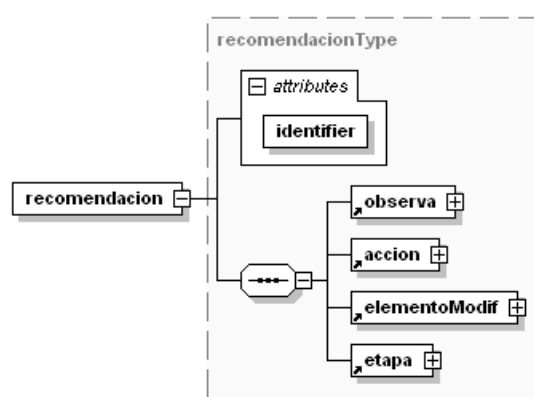 recomendacionType
attributes
identifier
recomendacion
observa
accion
elementoModif
etapa